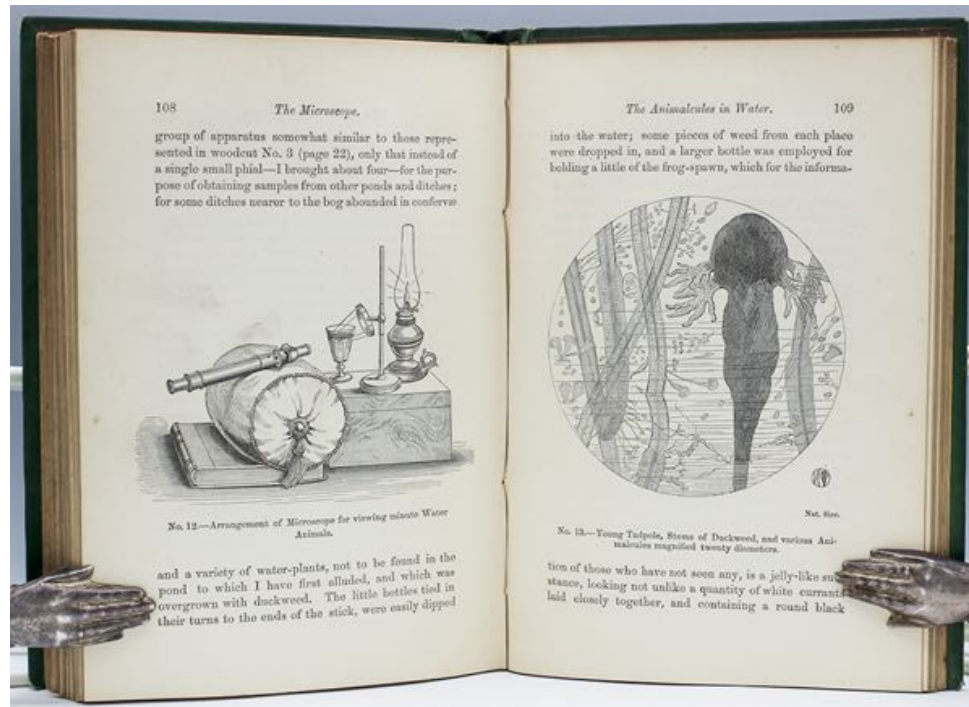 108
The Microscope.
group of apparatus somewhat similar to those repre-
sented in woodcut No. 3 (page 22), only that instead of
a single small phial—I brought about four—for the pur-
pose of obtaining samples from other ponds and ditches;
for some ditches nearer to the bog abounded in confervæ
No. 12.—Arrangement of Microscope for viewing minute Water
Animals.
and a variety of water-plants, not to be found in the
pond to which I have first alluded, and which was
overgrown with duckweed. The little bottles tied in
their turns to the ends of the stick, were easily dipped
The Animalcules in Water.
109
into the water; some pieces of weed from each place
were dropped in, and a larger bottle was employed for
holding a little of the frog-spawn, which for the informa-
Nat. Size.
No. 13.—Young Tadpole, Stems of Duckweed, and various Ani-
malcules magnified twenty diameters.
tion of those who have not seen any, is a jelly-like
stance, looking not unlike a quantity of white currants
laid closely together, and containing a round black